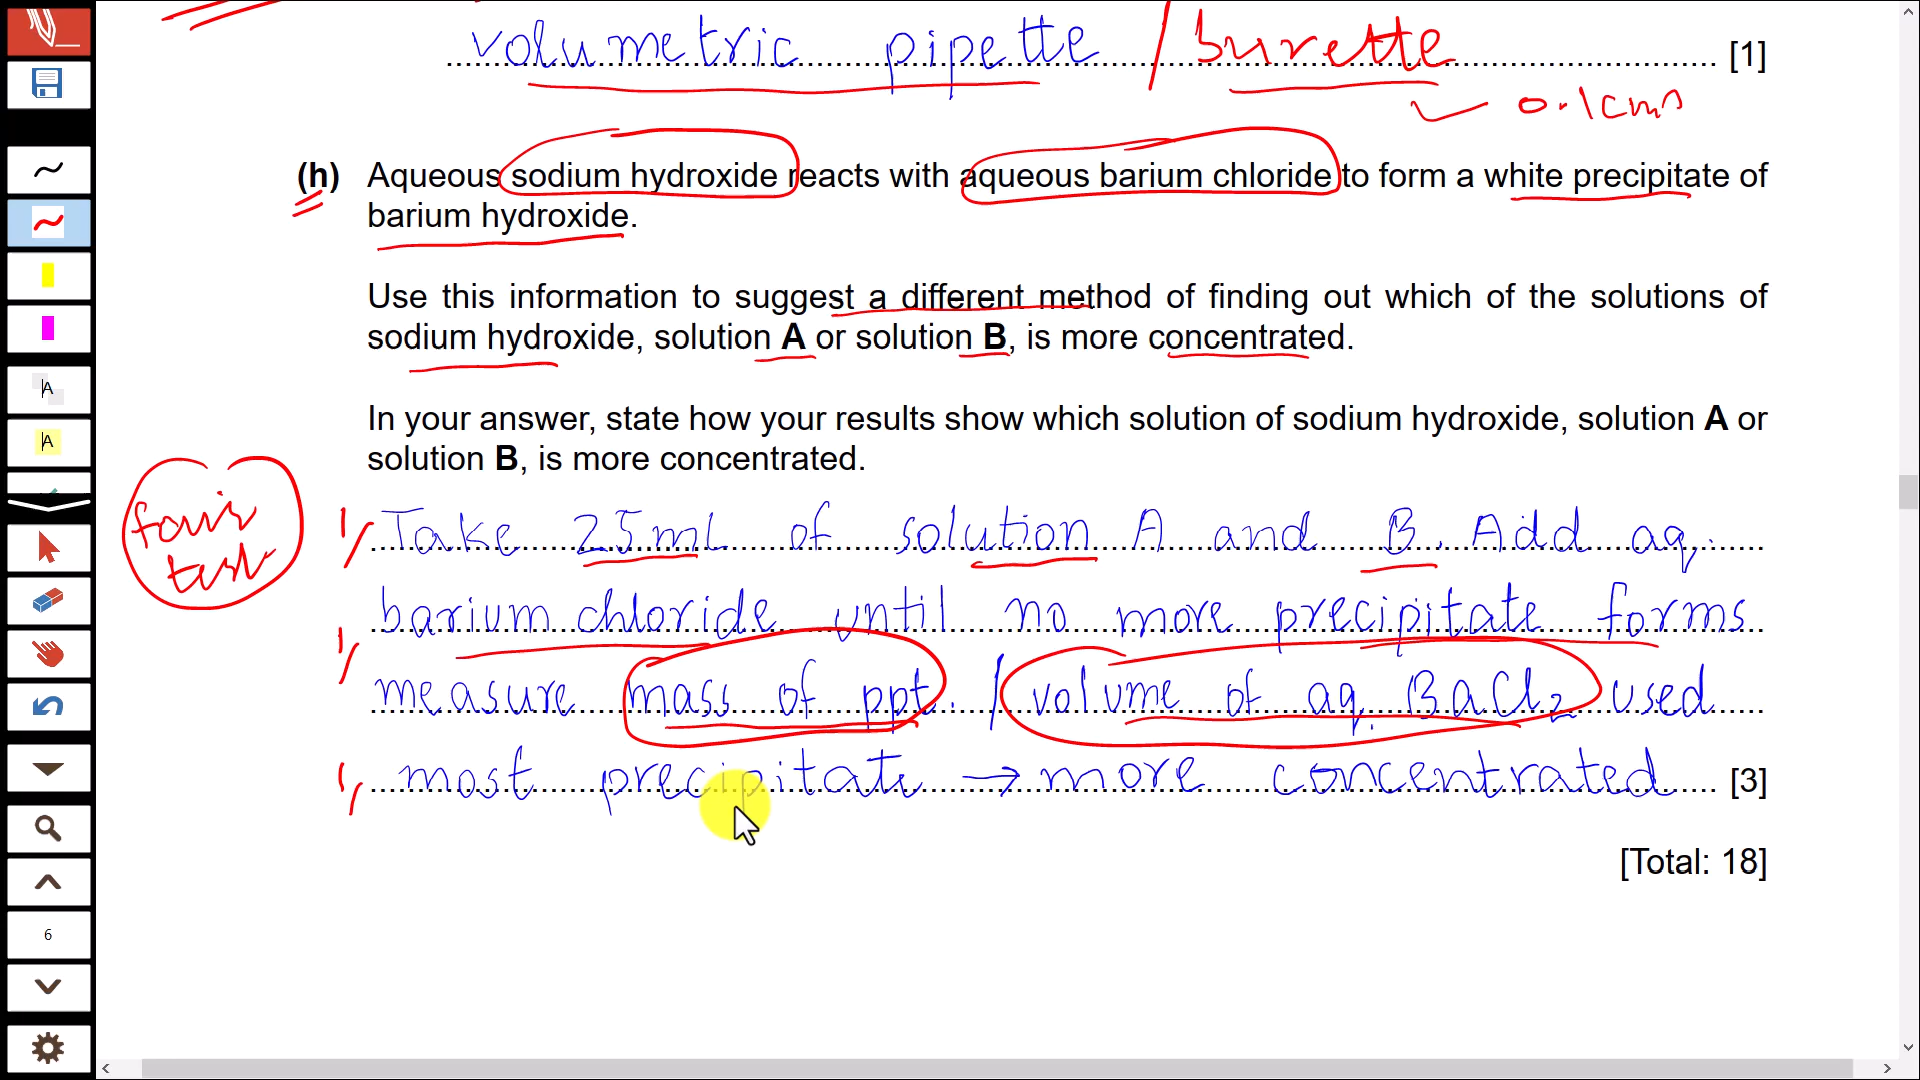 volumetric pipette / burette [1]
0.1cm3
(h) Aqueous sodium hydroxide reacts with aqueous barium chloride to form a white precipitate of
barium hydroxide.
Use this information to suggest a different method of finding out which of the solutions of
sodium hydroxide, solution A or solution B, is more concentrated.
In your answer, state how your results show which solution of sodium hydroxide, solution A or
solution B, is more concentrated.
fair
test
1/ Take 25mL of solution A and B. Add aq.
barium chloride until no more precipitate forms
1/ measure mass of ppt. / volume of aq. BaCl2 used
1/ most precipitate → more concentrated [3]
[Total: 18]
A
A
6